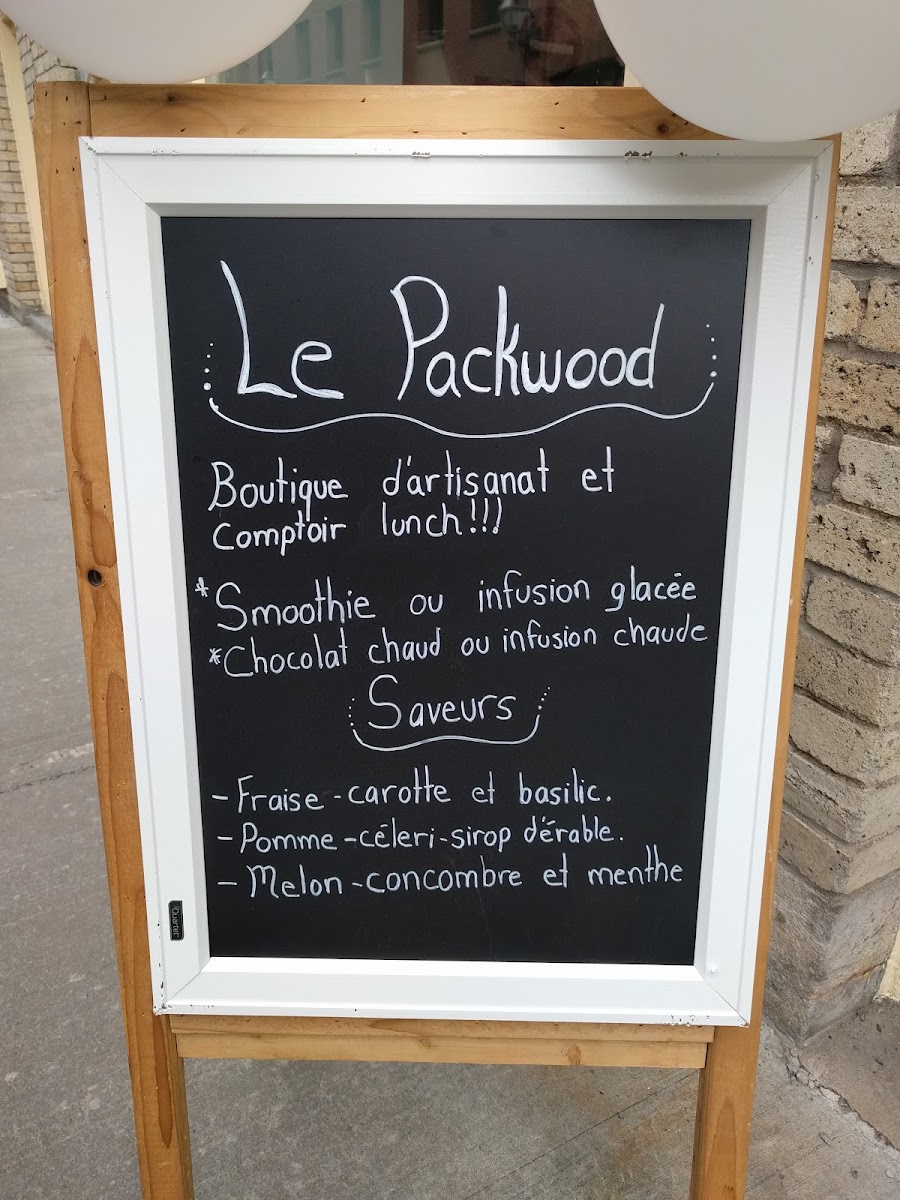 Le Packwood
Boutique d'artisanat et
comptoir lunch!!!
*Smoothie ou infusion glacée
*Chocolat chaud ou infusion chaude
Saveurs
- Fraise-carotte et basilic.
- Pomme-céleri-sirop d'érable.
- Melon-concombre et menthe
Quartet